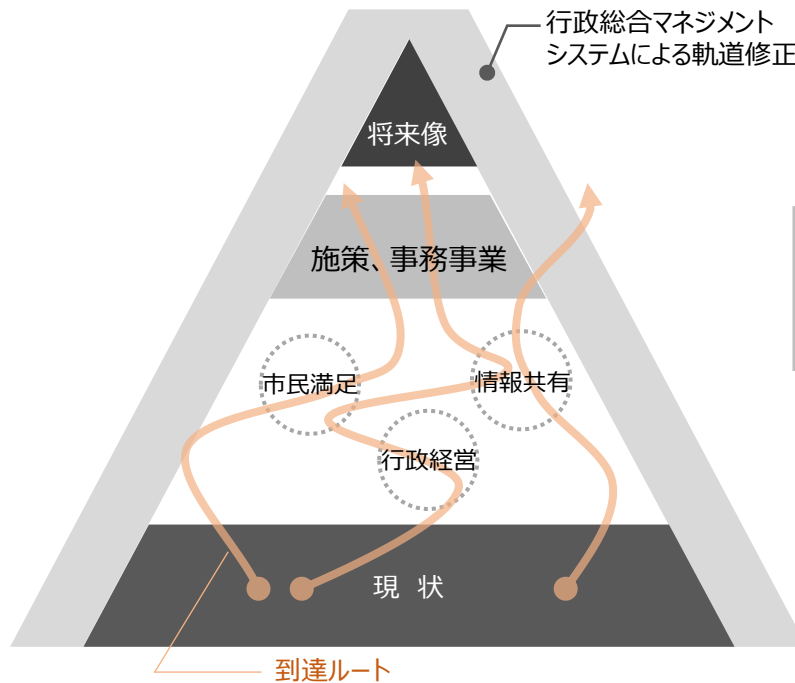 行政総合マネジメント
システムによる軌道修正
将来像
施策、事務事業
市民満足
情報共有
行政経営
現 状
到達ルート